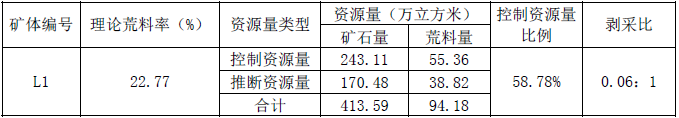 矿体编号 理论荒料率（%） 资源量类型 资源量（万立方米） 控制资源量比例 剥采比
矿石量 荒料量
L1 22.77 控制资源量 243.11 55.36 58.78% 0.06：1
推断资源量 170.48 38.82
合计 413.59 94.18